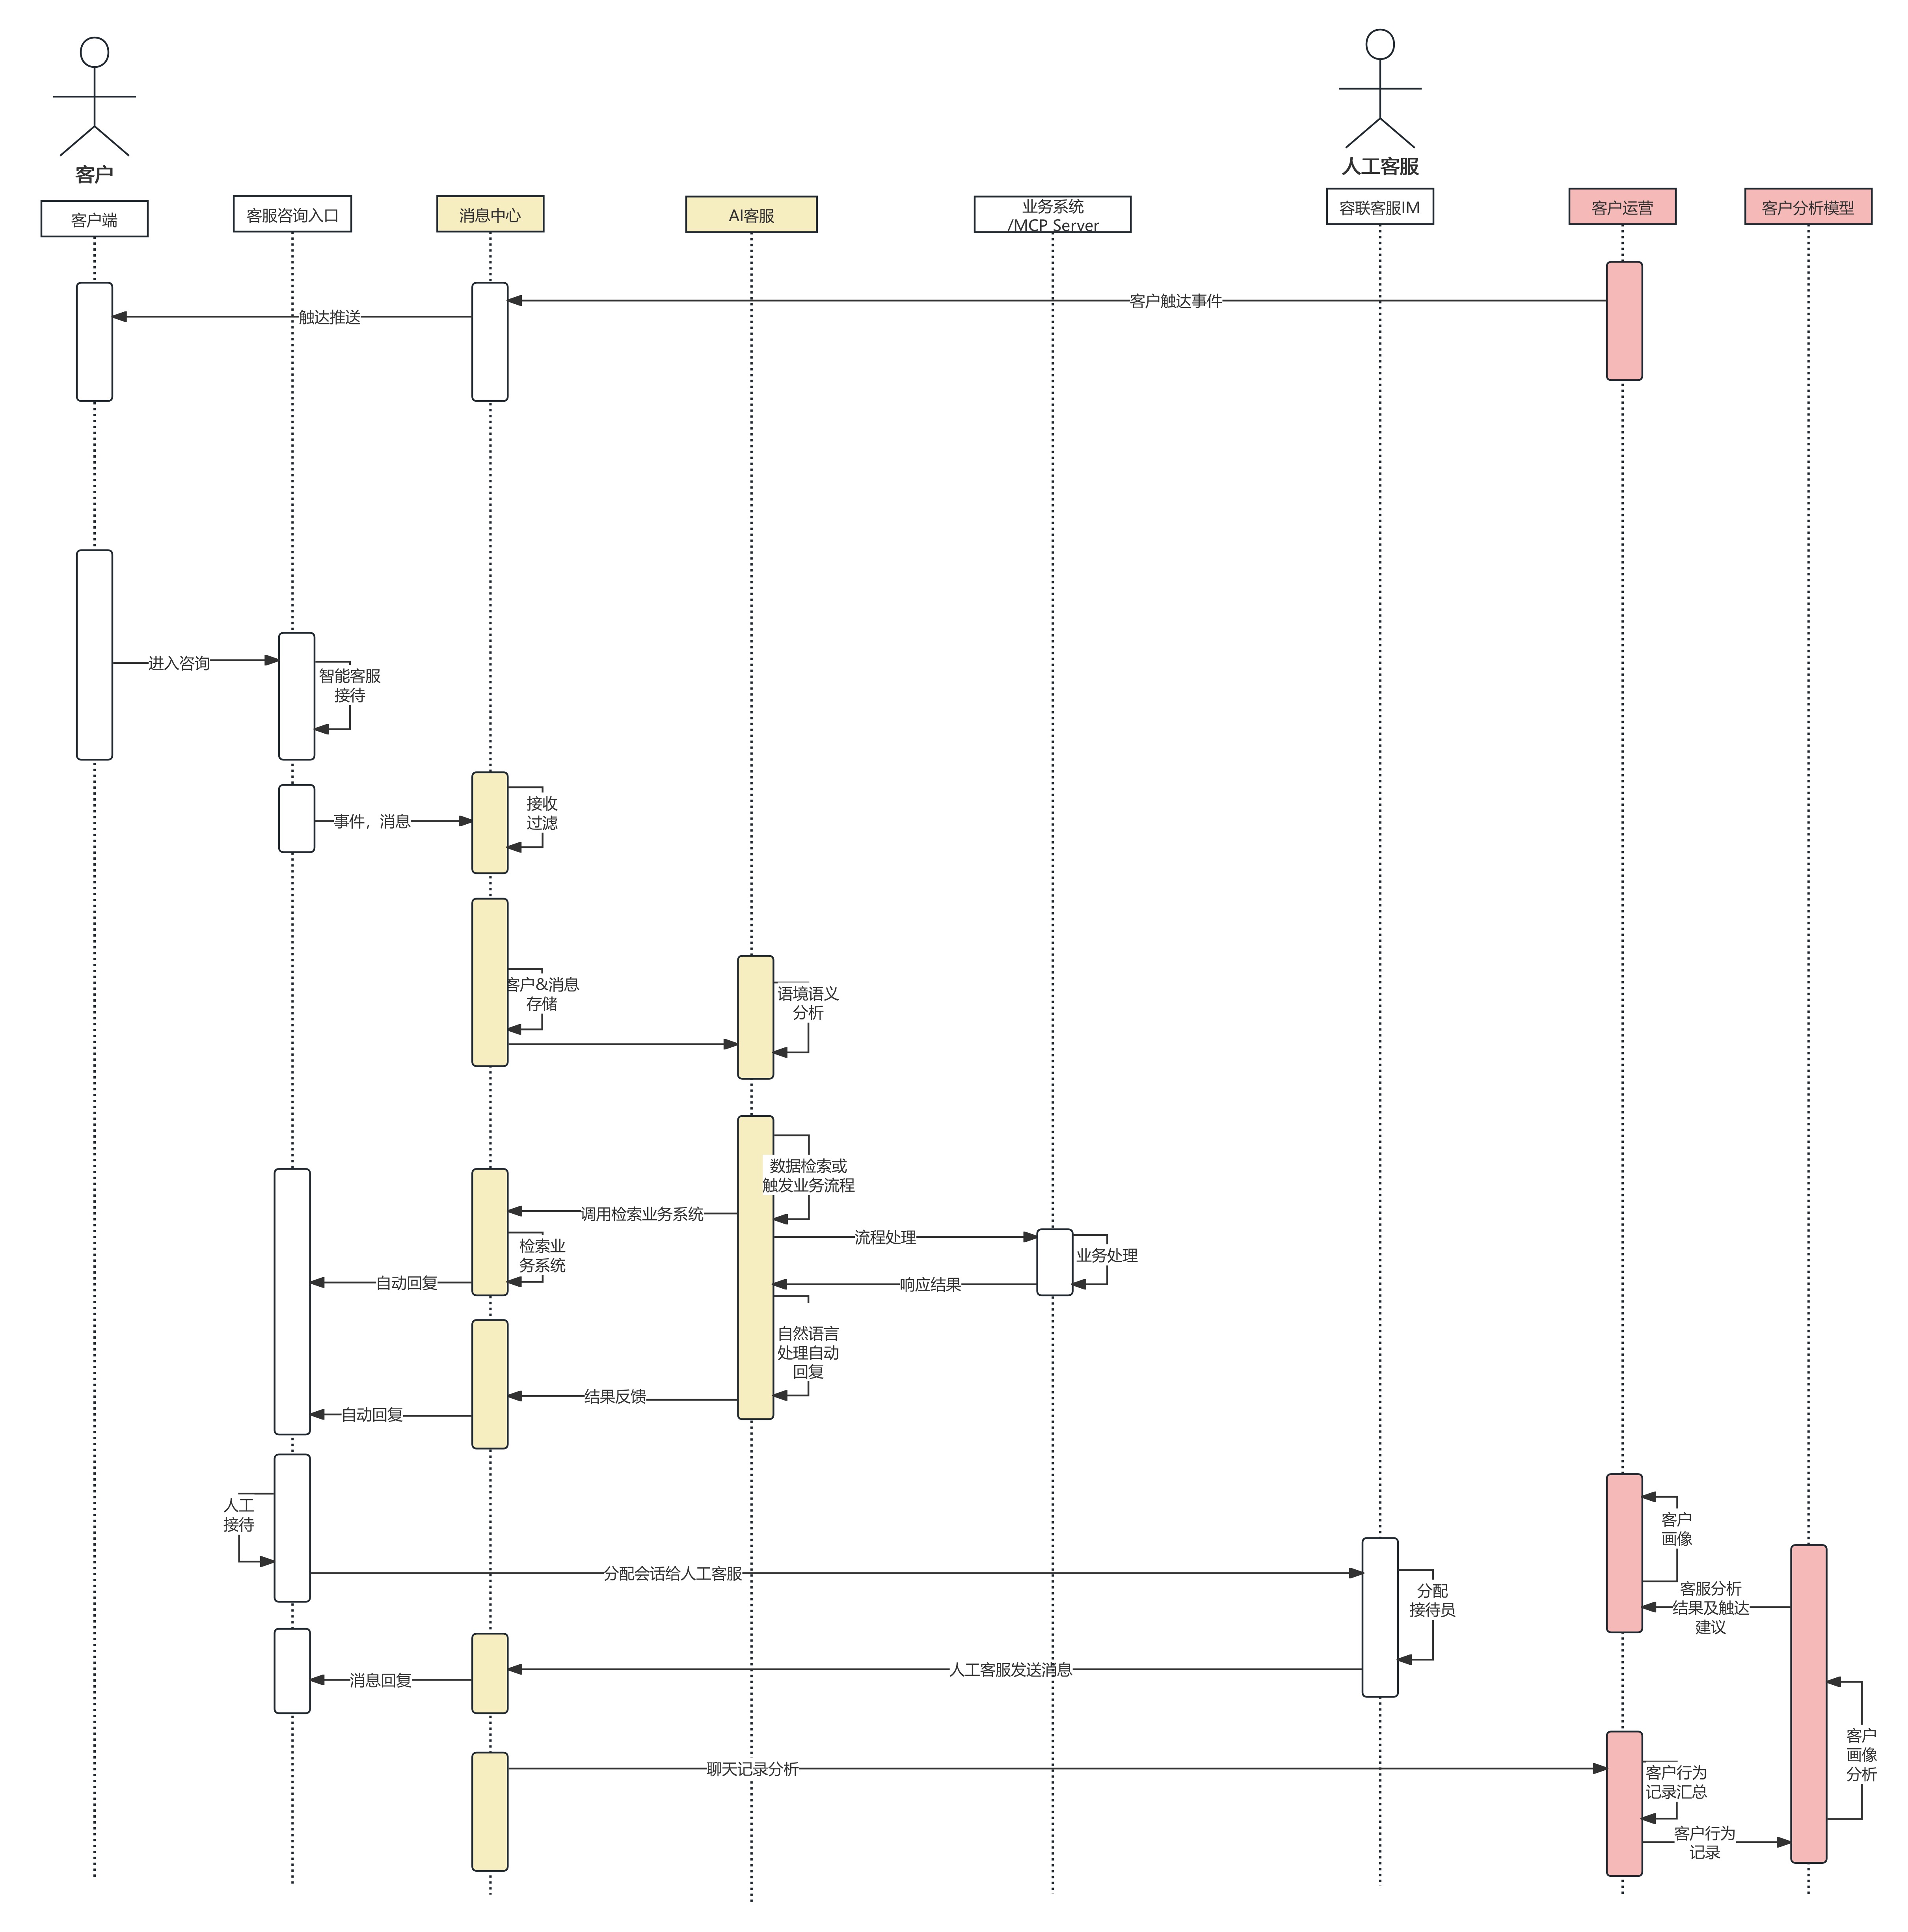 客户
人工客服
客户端
客服咨询入口
消息中心
AI客服
业务系统
/MCP Server
容联客服IM
客户运营
客户分析模型
客户触达事件
触达推送
进入咨询
智能客服
接待
事件，消息
接收
过滤
客户&消息
存储
语境语义
分析
数据检索或
触发业务流程
调用检索业务系统
流程处理
检索业
务系统
业务处理
自动回复
响应结果
自然语言
处理自动
回复
结果反馈
自动回复
人工
接待
客户
画像
分配会话给人工客服
分配
接待员
客服分析
结果及触达
建议
人工客服发送消息
消息回复
客户
画像
分析
聊天记录分析
客户行为
记录汇总
客户行为
记录